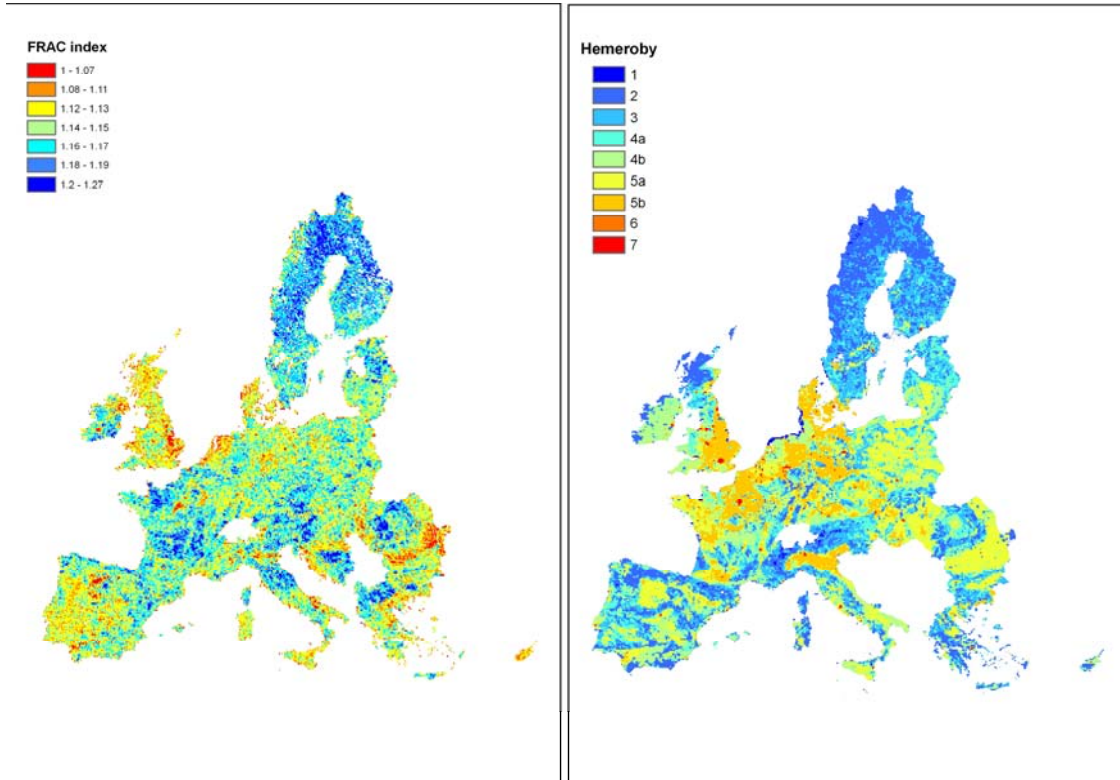 FRAC index
1 - 1.07
1.08 - 1.11
1.12 - 1.13
1.14 - 1.15
1.16 - 1.17
1.18 - 1.19
1.2 - 1.27
Hemeroby
1
2
3
4a
4b
5a
5b
6
7